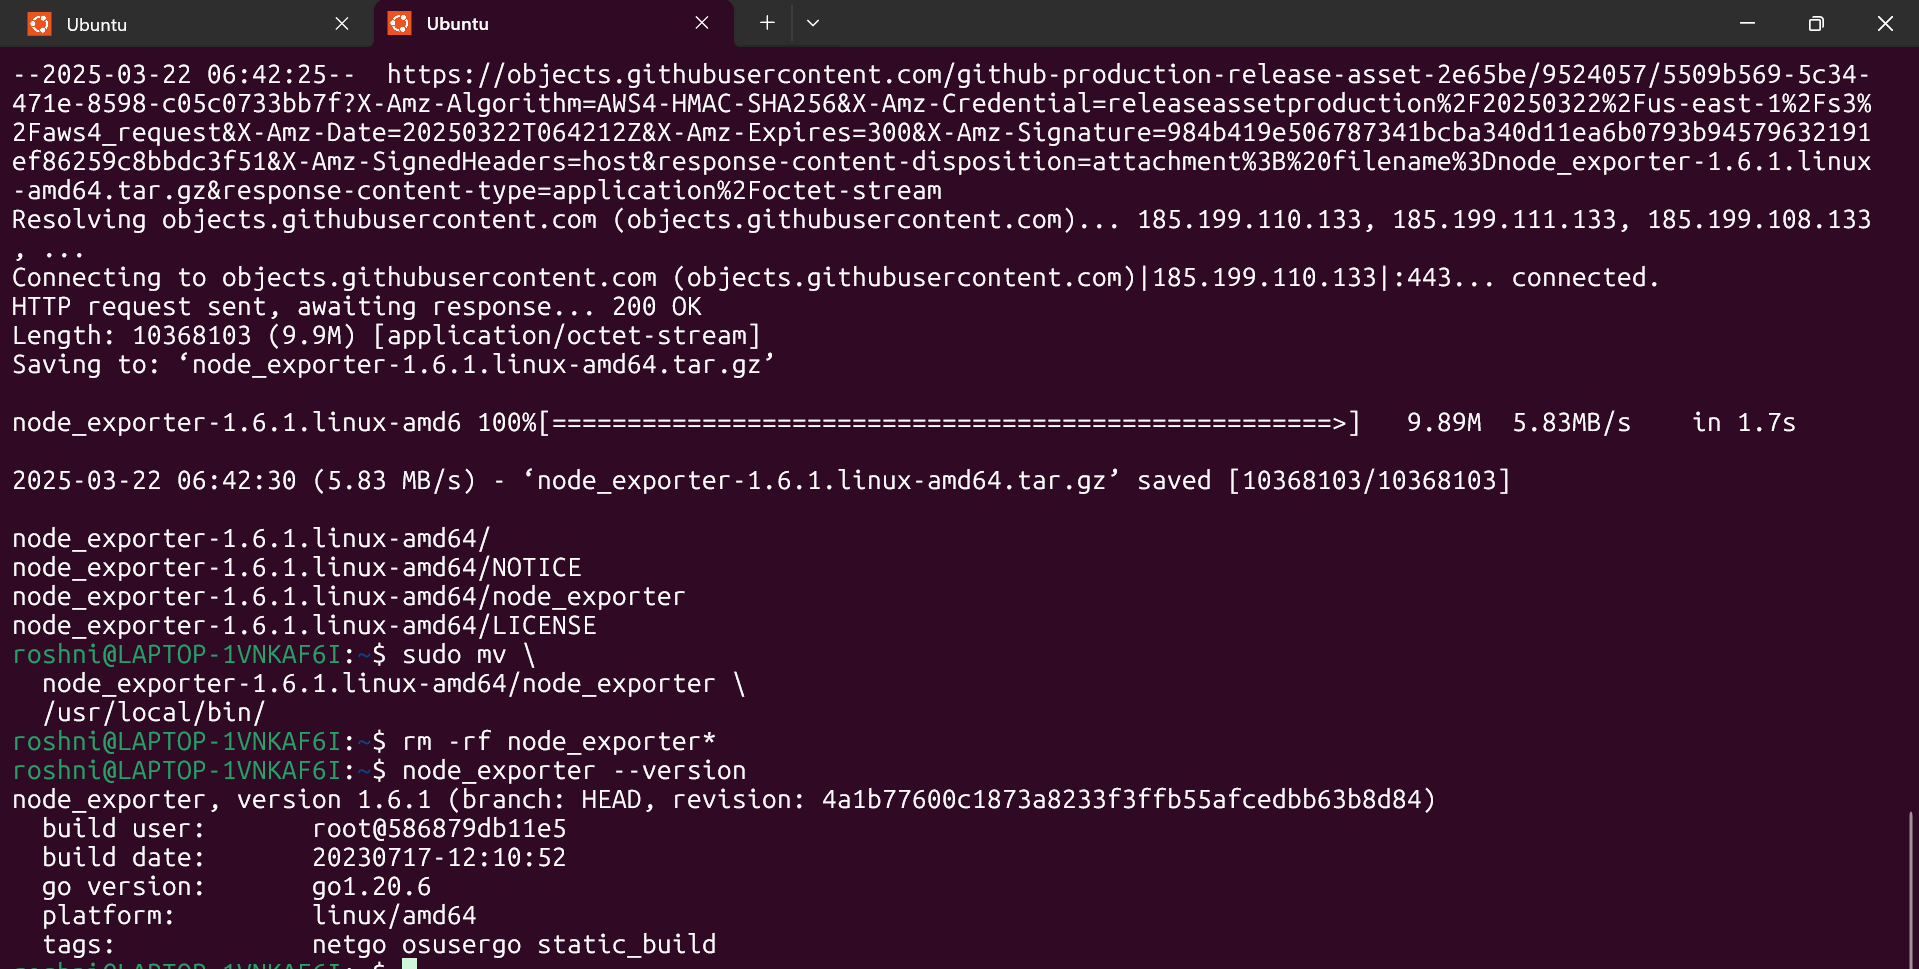 Ubuntu
Ubuntu
--2025-03-22 06:42:25--  https://objects.githubusercontent.com/github-production-release-asset-2e65be/9524057/5509b569-5c34-
471e-8598-c05c0733bb7f?X-Amz-Algorithm=AWS4-HMAC-SHA256&X-Amz-Credential=releaseassetproduction%2F20250322%2Fus-east-1%2Fs3%
2Faws4_request&X-Amz-Date=20250322T064212Z&X-Amz-Expires=300&X-Amz-Signature=984b419e506787341bcba340d11ea6b0793b94579632191
ef86259c8bbdc3f51&X-Amz-SignedHeaders=host&response-content-disposition=attachment%3B%20filename%3Dnode_exporter-1.6.1.linux
-amd64.tar.gz&response-content-type=application%2Foctet-stream
Resolving objects.githubusercontent.com (objects.githubusercontent.com)... 185.199.110.133, 185.199.111.133, 185.199.108.133
, ...
Connecting to objects.githubusercontent.com (objects.githubusercontent.com)|185.199.110.133|:443... connected.
HTTP request sent, awaiting response... 200 OK
Length: 10368103 (9.9M) [application/octet-stream]
Saving to: ‘node_exporter-1.6.1.linux-amd64.tar.gz’
node_exporter-1.6.1.linux-amd6 100%[====================================================>]   9.89M  5.83MB/s    in 1.7s
2025-03-22 06:42:30 (5.83 MB/s) - ‘node_exporter-1.6.1.linux-amd64.tar.gz’ saved [10368103/10368103]
node_exporter-1.6.1.linux-amd64/
node_exporter-1.6.1.linux-amd64/NOTICE
node_exporter-1.6.1.linux-amd64/node_exporter
node_exporter-1.6.1.linux-amd64/LICENSE
roshni@LAPTOP-1VNKAF6I:~$ sudo mv \
  node_exporter-1.6.1.linux-amd64/node_exporter \
  /usr/local/bin/
roshni@LAPTOP-1VNKAF6I:~$ rm -rf node_exporter*
roshni@LAPTOP-1VNKAF6I:~$ node_exporter --version
node_exporter, version 1.6.1 (branch: HEAD, revision: 4a1b77600c1873a8233f3ffb55afcedbb63b8d84)
  build user:       root@586879db11e5
  build date:       20230717-12:10:52
  go version:       go1.20.6
  platform:         linux/amd64
  tags:             netgo osusergo static_build
roshni@LAPTOP-1VNKAF6I:~$